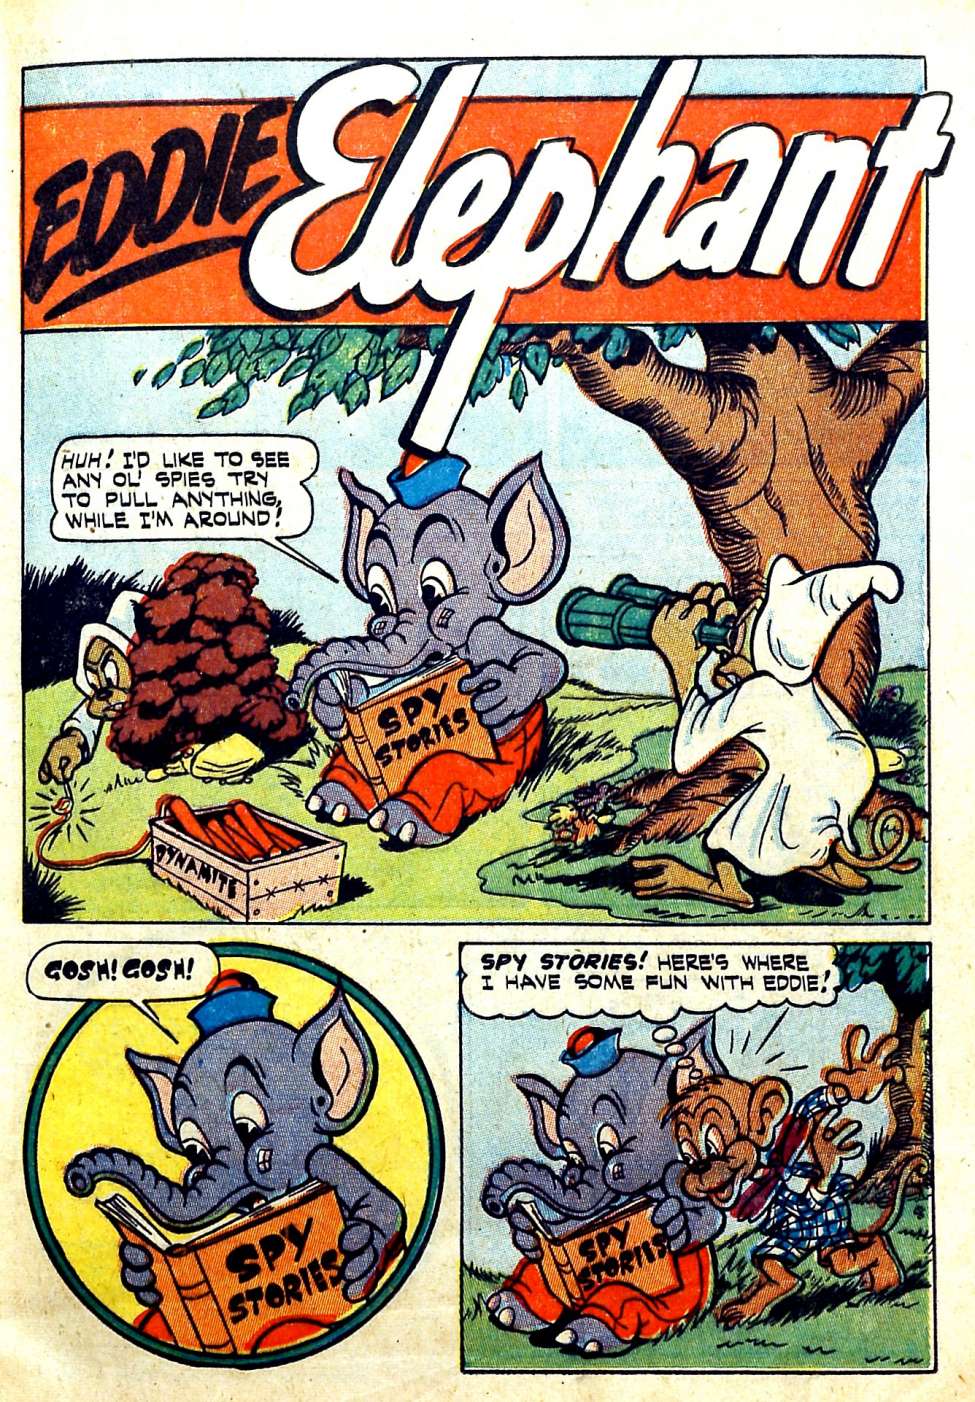 EDDIE Elephant
HUH! I'D LIKE TO SEE
ANY OL' SPIES TRY
TO PULL ANYTHING,
WHILE I'M AROUND!
SPY
STORIES
DYNAMITE
GOSH! GOSH!
SPY
STORIES
SPY STORIES! HERE'S WHERE
I HAVE SOME FUN WITH EDDIE!
SPY
STORIES